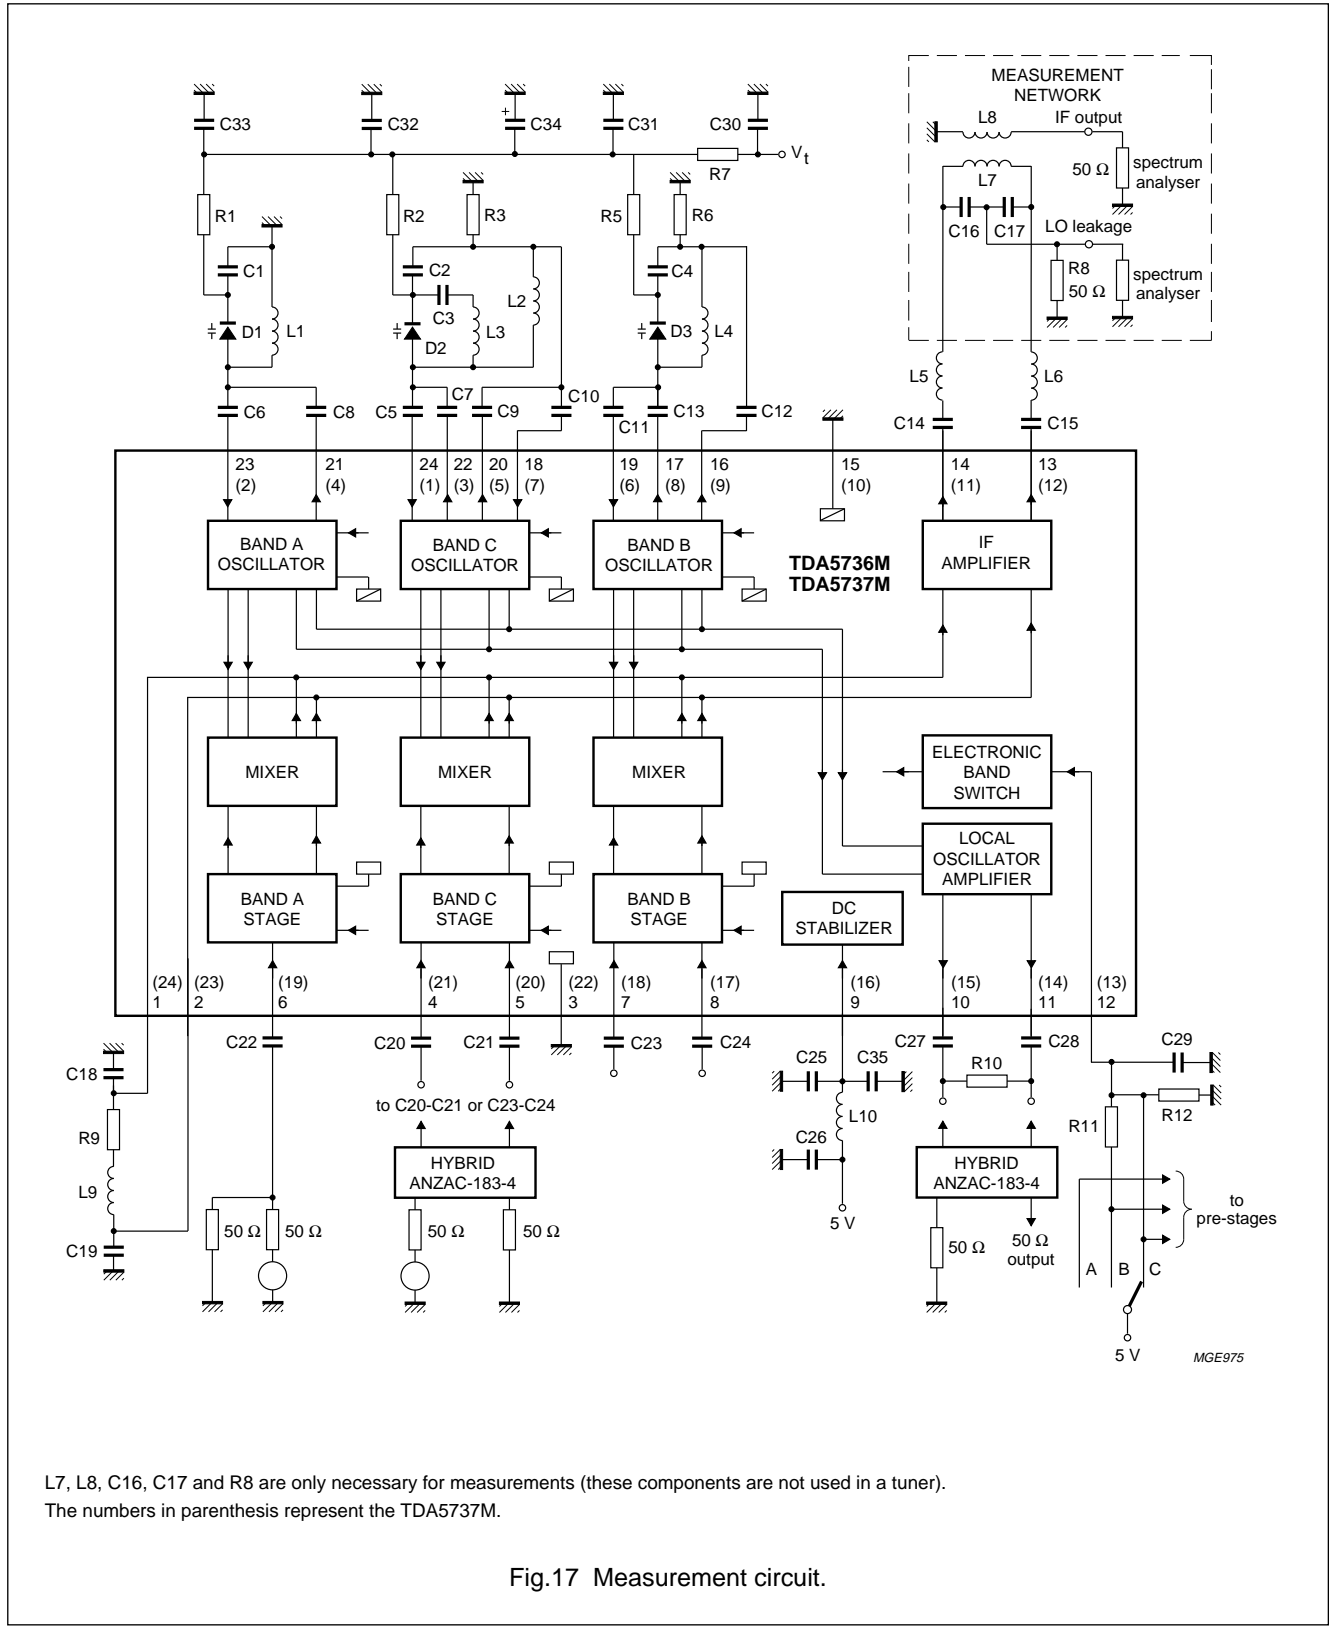 MEASUREMENT
NETWORK
C33
C32
+
C34
C31
C30
L8
IF output
Vt
R7
50 Ω
spectrum
analyser
L7
R1
R2
R3
R5
R6
C16
C17
LO leakage
C1
C2
C4
R8
50 Ω
spectrum
analyser
L2
C3
D1
L1
D2
L3
D3
L4
L5
L6
C7
C10
C6
C8
C5
C9
C11
C13
C12
C14
C15
23
(2)
21
(4)
24
(1)
22
(3)
20
(5)
18
(7)
19
(6)
17
(8)
16
(9)
15
(10)
14
(11)
13
(12)
BAND A
OSCILLATOR
BAND C
OSCILLATOR
BAND B
OSCILLATOR
TDA5736M
TDA5737M
IF
AMPLIFIER
MIXER
MIXER
MIXER
ELECTRONIC
BAND
SWITCH
LOCAL
OSCILLATOR
AMPLIFIER
BAND A
STAGE
BAND C
STAGE
BAND B
STAGE
DC
STABILIZER
(24)
1
(23)
2
(19)
6
(21)
4
(20)
5
(22)
3
(18)
7
(17)
8
(16)
9
(15)
10
(14)
11
(13)
12
C22
C20
C21
C23
C24
C27
C28
C29
C18
C25
C35
R10
to C20-C21 or C23-C24
L10
R12
R11
R9
C26
HYBRID
ANZAC-183-4
HYBRID
ANZAC-183-4
L9
5 V
to
pre-stages
50 Ω
50 Ω
50 Ω
50 Ω
50 Ω
50 Ω
output
C19
A
B
C
5 V
MGE975
L7, L8, C16, C17 and R8 are only necessary for measurements (these components are not used in a tuner).
The numbers in parenthesis represent the TDA5737M.
Fig.17 Measurement circuit.